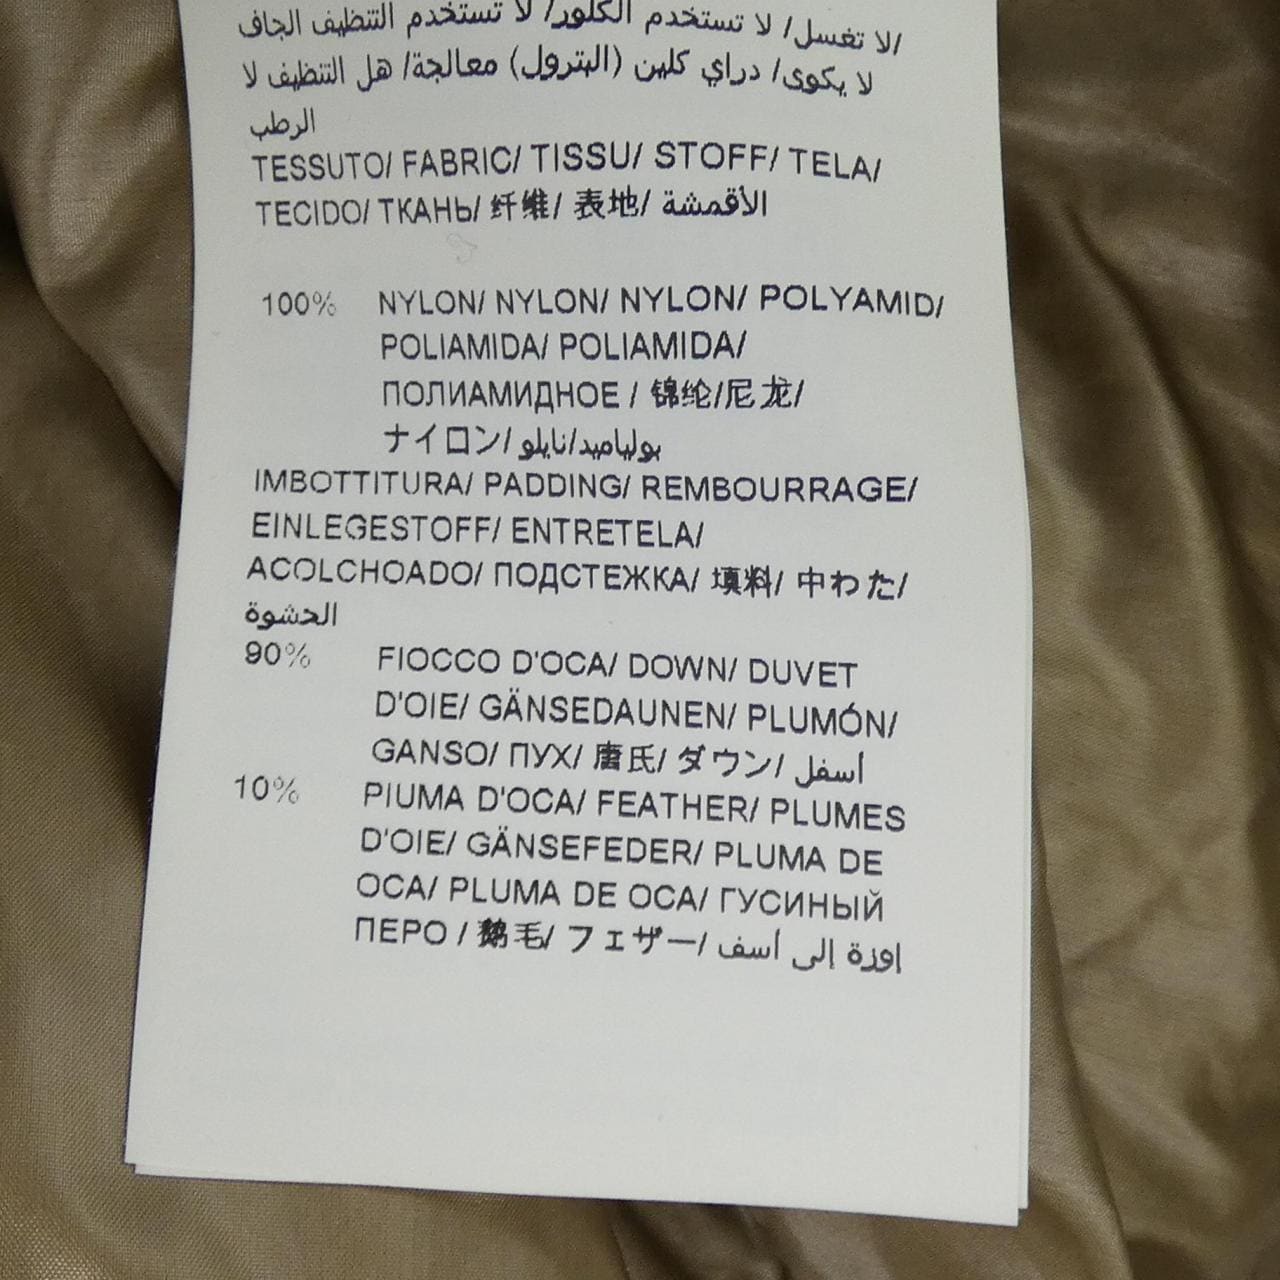 لا تغسل/ لا تستخدم الكلور/ لا تستخدم التنظيف الجاف/
لا يكوى/ دراي كلين (البترول) معالجة/ هل التنظيف لا
الرطب
TESSUTO/ FABRIC/ TISSU/ STOFF/ TELA/
TECIDO/ ТКАНЬ/ 纤维/ 表地/ الأقمشة
100% NYLON/ NYLON/ NYLON/ POLYAMID/
POLIAMIDA/ POLIAMIDA/
ПОЛИАМИДНОЕ / 锦纶/尼龙/
ナイロン/ بولياميد/نايلو
IMBOTTITURA/ PADDING/ REMBOURRAGE/
EINLEGESTOFF/ ENTRETELA/
ACOLCHOADO/ ПОДСТЕЖКА/ 填料/ 中わた/
الحشوة
90% FIOCCO D'OCA/ DOWN/ DUVET
D'OIE/ GÄNSEDAUNEN/ PLUMÓN/
GANSO/ ПУХ/ 唐氏/ ダウン/ أسفل
10% PIUMA D'OCA/ FEATHER/ PLUMES
D'OIE/ GÄNSEFEDER/ PLUMA DE
OCA/ PLUMA DE OCA/ ГУСИНЫЙ
ПЕРО / 鹅毛/ フェザー/ اوزة إلى أسف